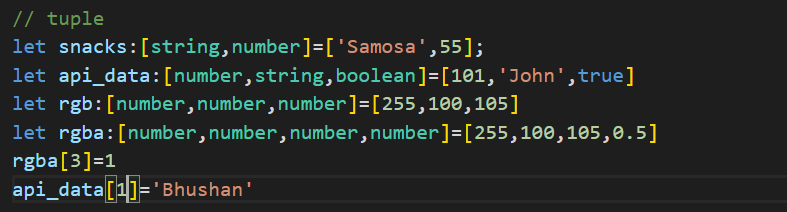 // tuple
let snacks:[string,number]=['Samosa',55];
let api_data:[number,string,boolean]=[101,'John',true]
let rgb:[number,number,number]=[255,100,105]
let rgba:[number,number,number,number]=[255,100,105,0.5]
rgba[3]=1
api_data[1]='Bhushan'